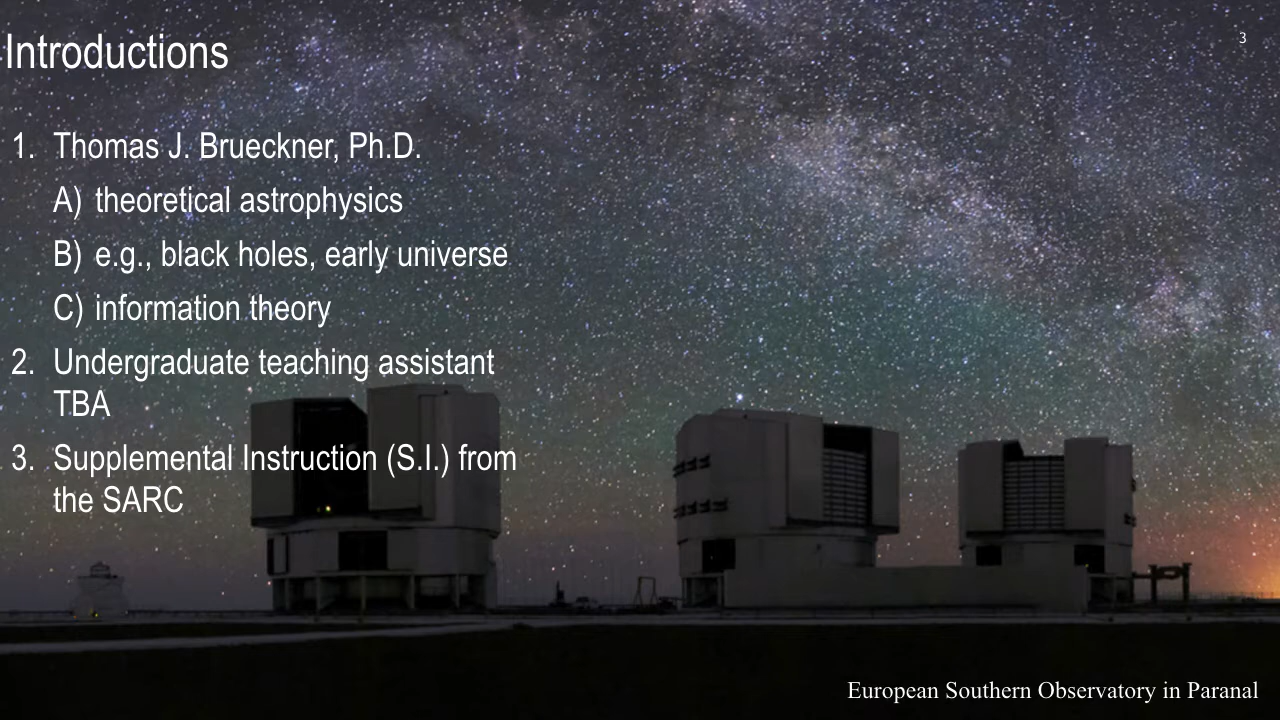 Introductions
3
1. Thomas J. Brueckner, Ph.D.
A) theoretical astrophysics
B) e.g., black holes, early universe
C) information theory
2. Undergraduate teaching assistant
TBA
3. Supplemental Instruction (S.I.) from
the SARC
European Southern Observatory in Paranal